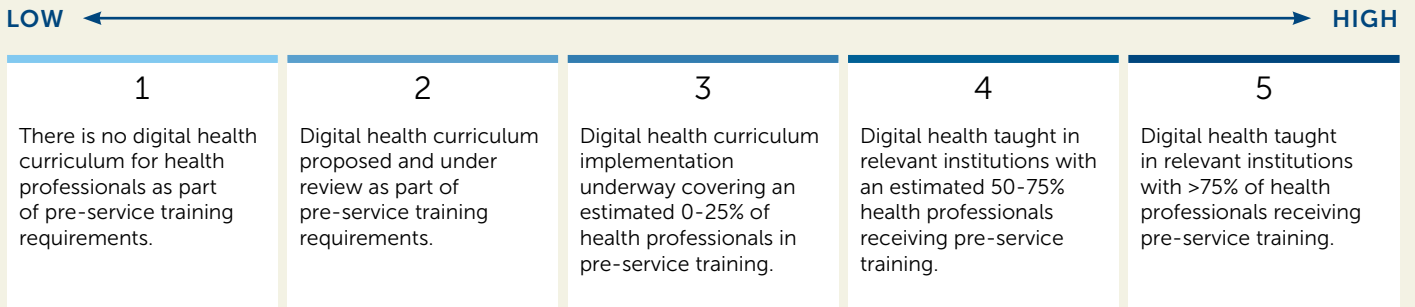 LOW
HIGH
1
There is no digital health
curriculum for health
professionals as part
of pre-service training
requirements.
2
Digital health curriculum
proposed and under
review as part of
pre-service training
requirements.
3
Digital health curriculum
implementation
underway covering an
estimated 0-25% of
health professionals in
pre-service training.
4
Digital health taught in
relevant institutions with
an estimated 50-75%
health professionals
receiving pre-service
training.
5
Digital health taught
in relevant institutions
with >75% of health
professionals receiving
pre-service training.